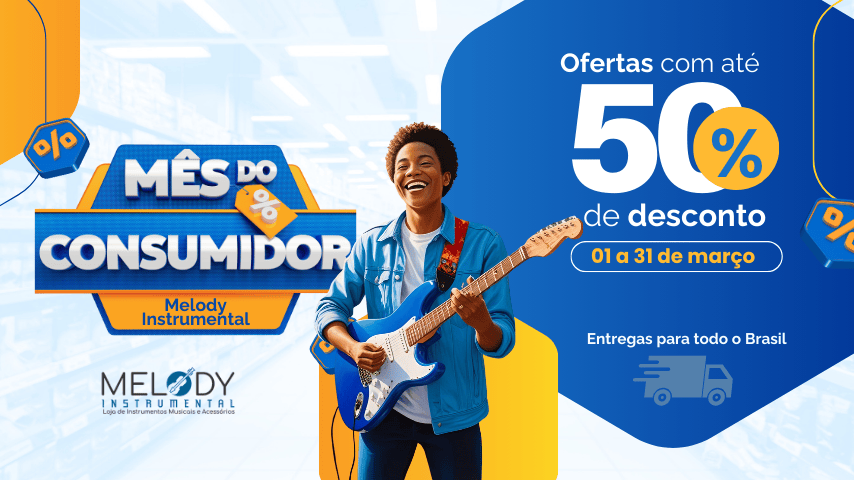 MÊS DO
%
CONSUMIDOR
Melody
Instrumental
MELODY
INSTRUMENTAL
Loja de Instrumentos Musicais e Acessórios
%
Ofertas com até
50%
de desconto
01 a 31 de março
Entregas para todo o Brasil
%
%